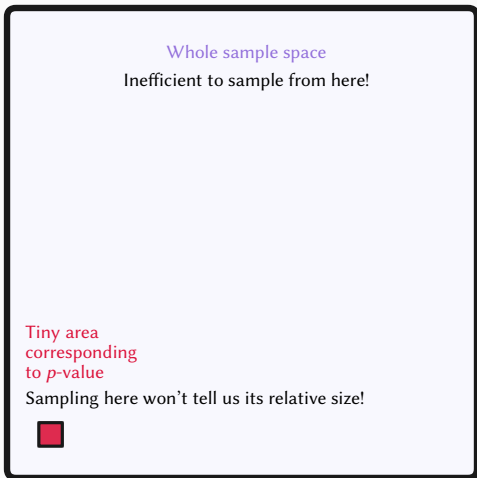 Whole sample space
Inefficient to sample from here!
Tiny area
corresponding
to p-value
Sampling here won’t tell us its relative size!